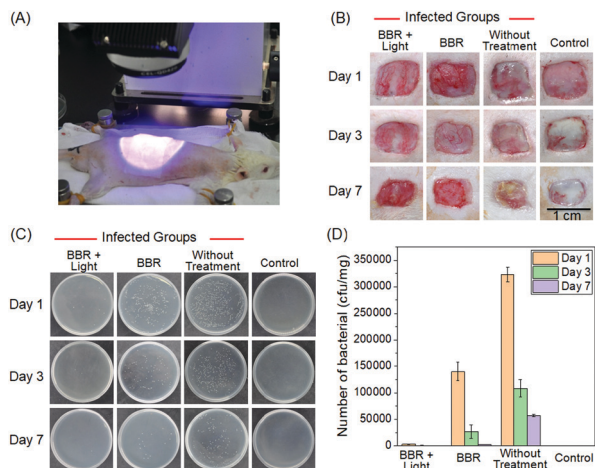 (A)
(B)
Infected Groups
BBR +
Light
BBR
Without
Treatment
Control
Day 1
Day 3
Day 7
1 cm
(C)
Infected Groups
BBR +
Light
BBR
Without
Treatment
Control
Day 1
Day 3
Day 7
(D)
Number of bacterial (cfu/mg)
350000
300000
250000
200000
150000
100000
50000
0
Day 1
Day 3
Day 7
BBR +
Light
BBR
Without
Treatment
Control